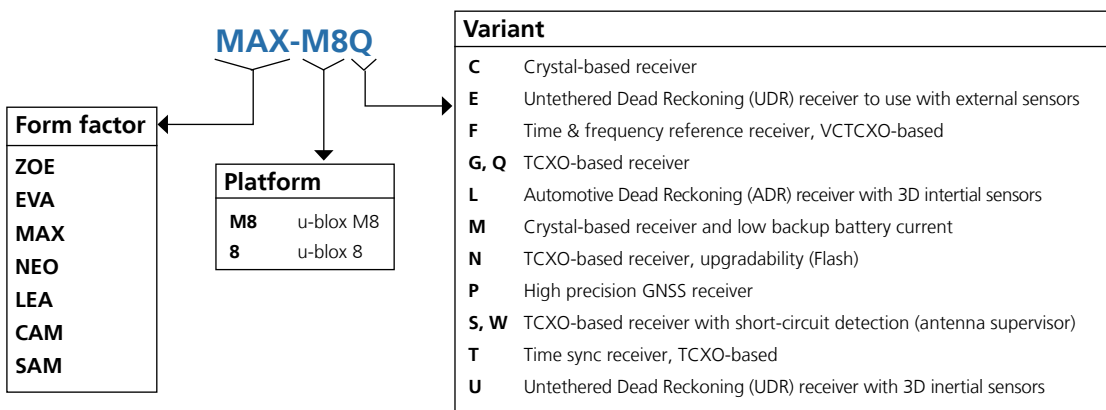 MAX-M8Q
Form factor
ZOE
EVA
MAX
NEO
LEA
CAM
SAM
Platform
M8 u-blox M8
8 u-blox 8
Variant
C Crystal-based receiver
E Untethered Dead Reckoning (UDR) receiver to use with external sensors
F Time & frequency reference receiver, VCTCXO-based
G, Q TCXO-based receiver
L Automotive Dead Reckoning (ADR) receiver with 3D intertial sensors
M Crystal-based receiver and low backup battery current
N TCXO-based receiver, upgradability (Flash)
P High precision GNSS receiver
S, W TCXO-based receiver with short-circuit detection (antenna supervisor)
T Time sync receiver, TCXO-based
U Untethered Dead Reckoning (UDR) receiver with 3D inertial sensors